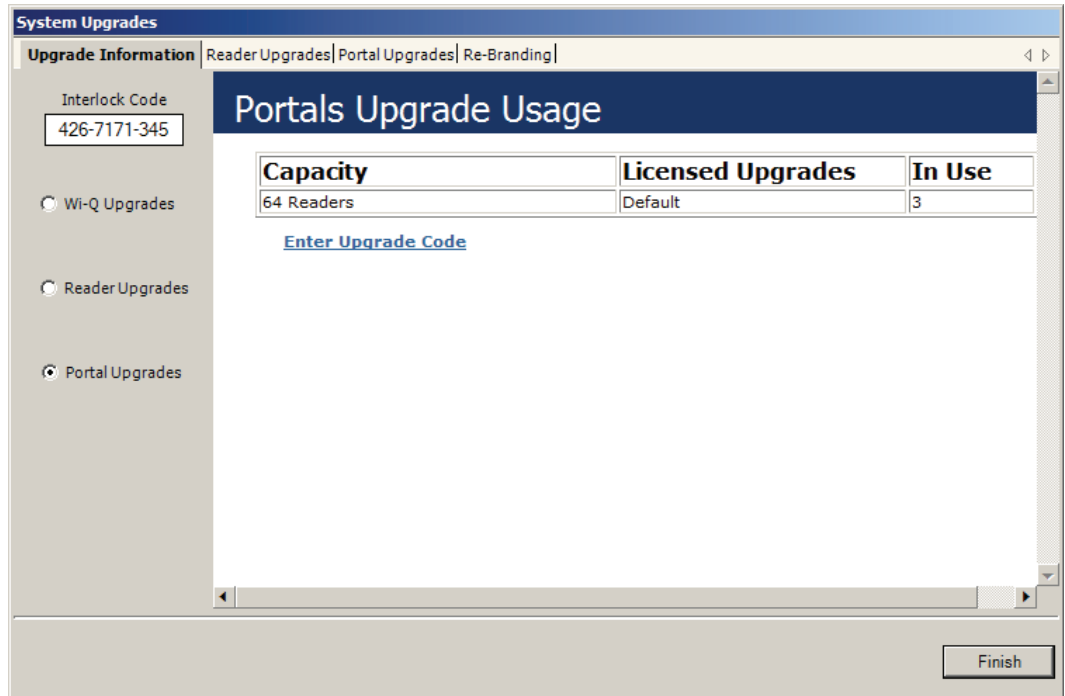 System Upgrades
Upgrade Information Reader Upgrades Portal Upgrades Re-Branding
Interlock Code
426-7171-345
Portals Upgrade Usage
Capacity Licensed Upgrades In Use
64 Readers Default 3
Wi-Q Upgrades
Enter Upgrade Code
Reader Upgrades
Portal Upgrades
Finish